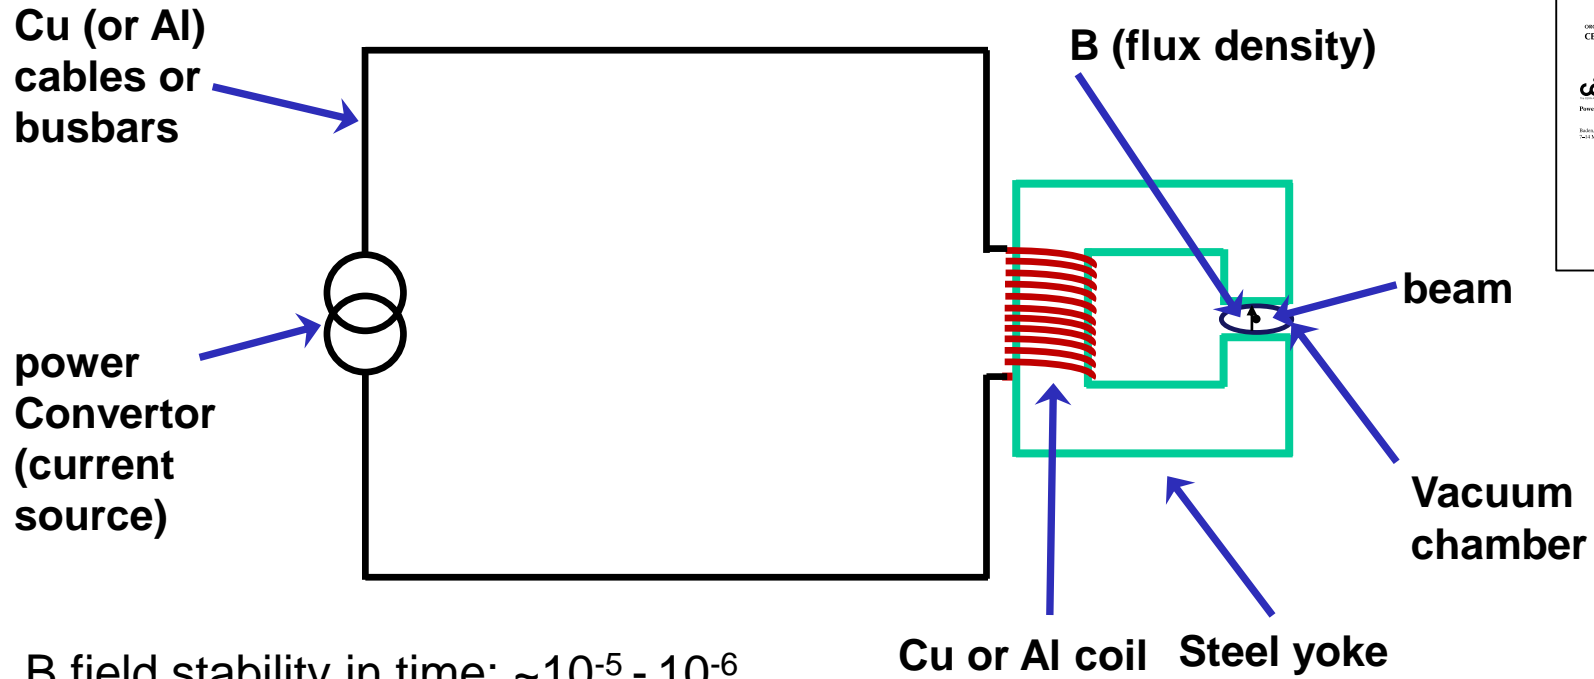 Cu (or Al)
cables or
busbars
B (flux density)
beam
power
Convertor
(current
source)
Vacuum
chamber
Cu or Al coil
Steel yoke
B field stability in time: ~10⁻⁵ - 10⁻⁶